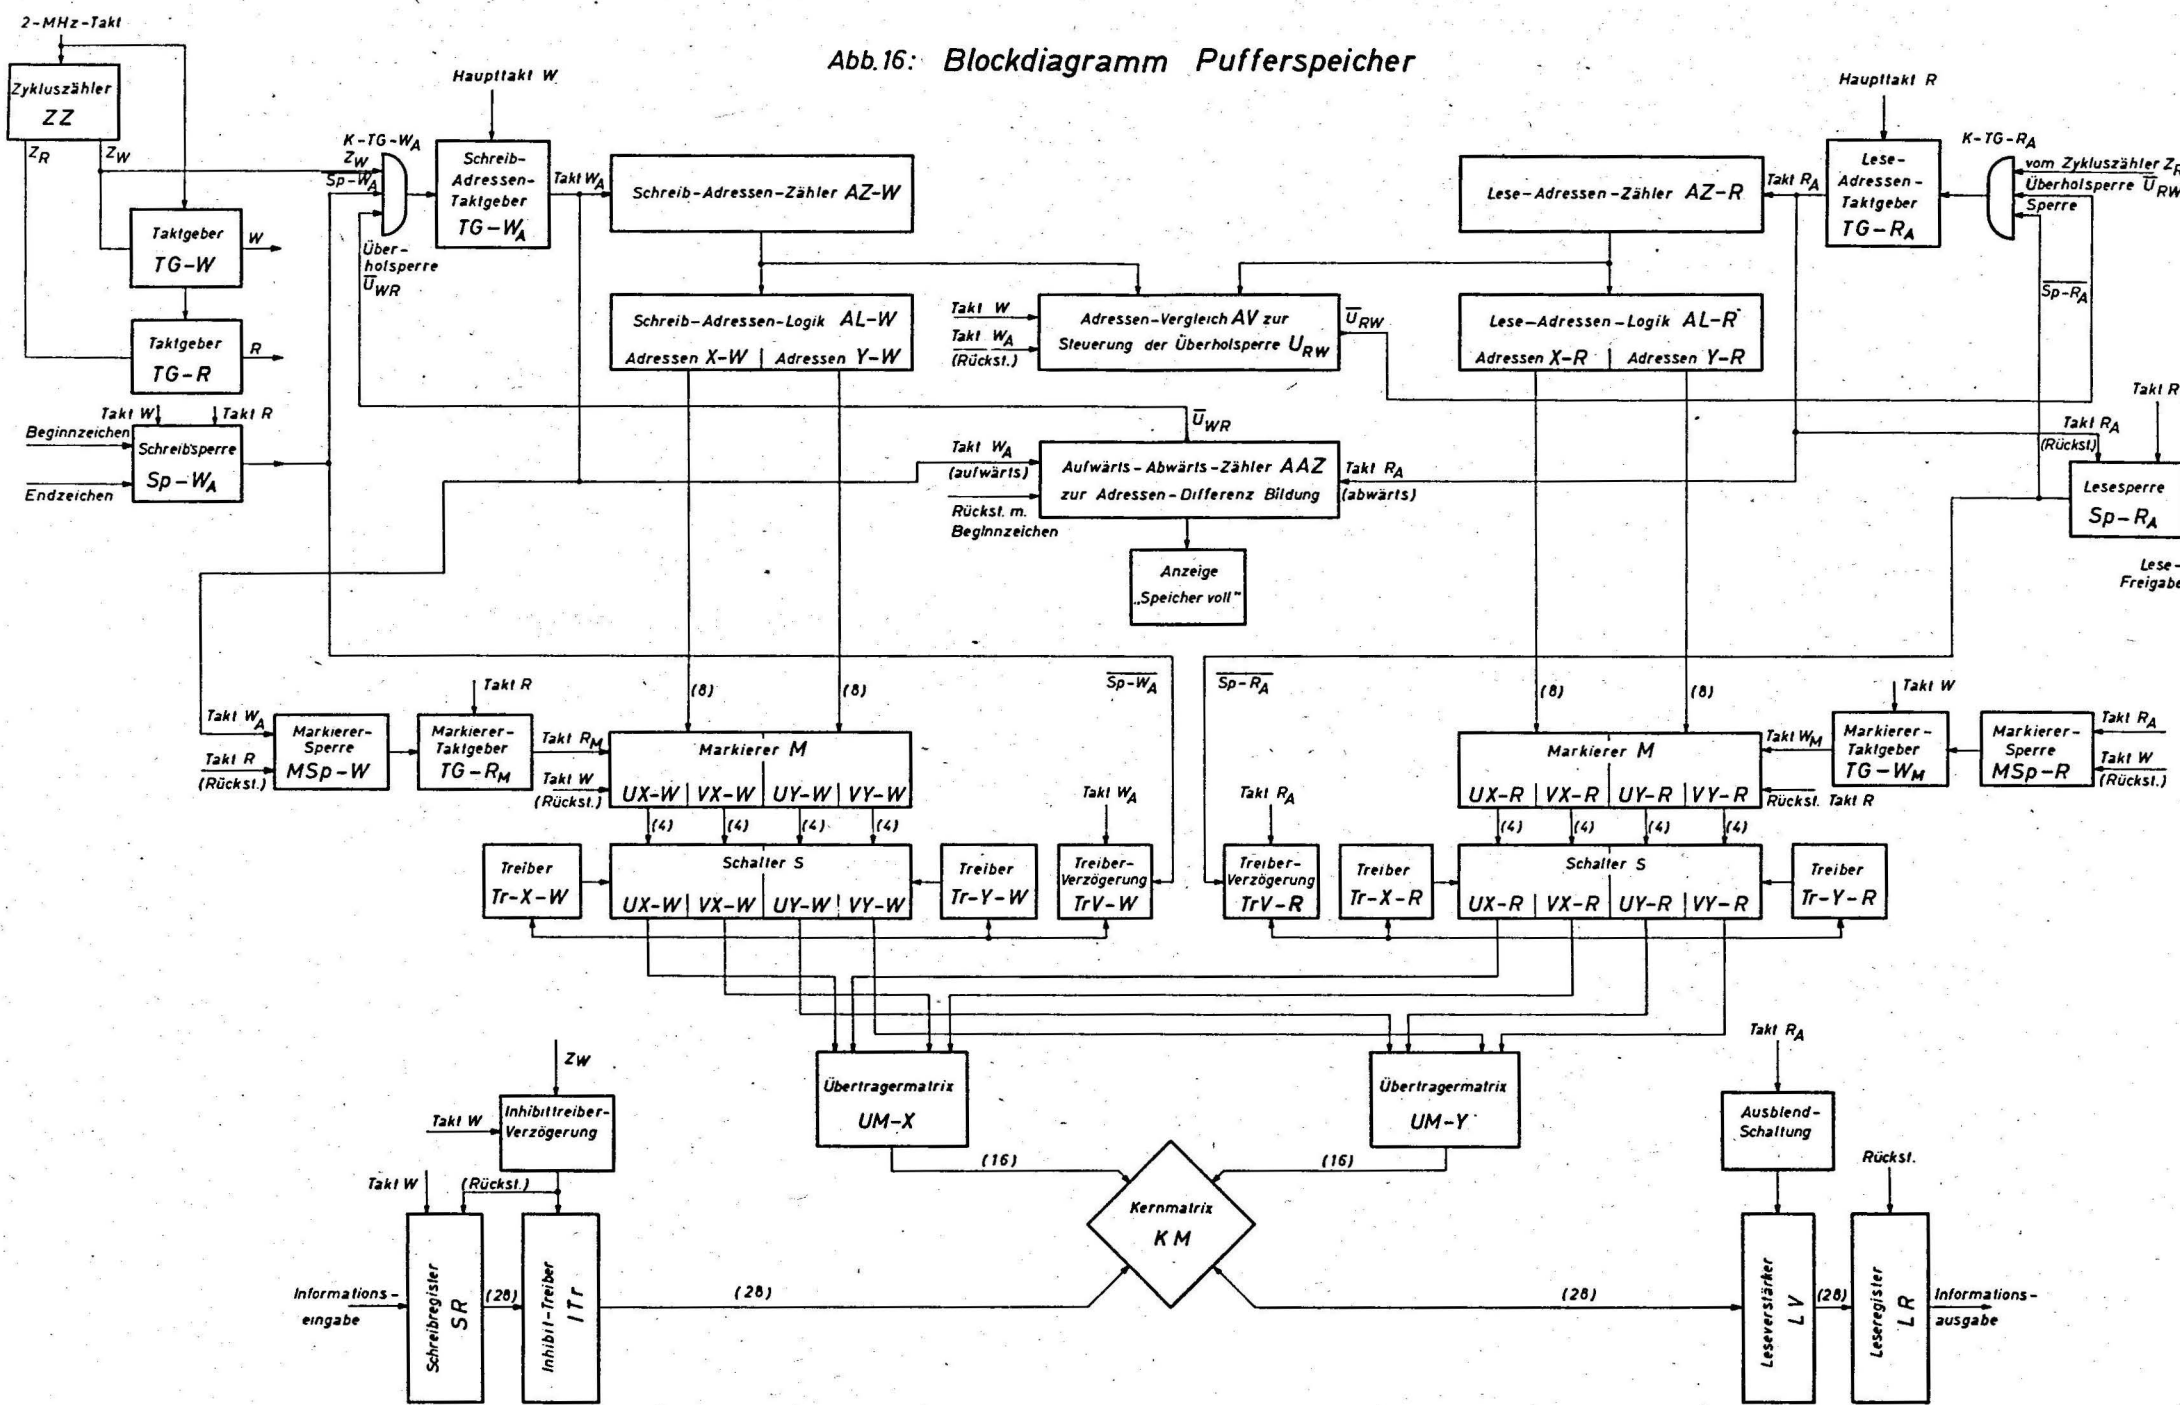 Abb.16: Blockdiagramm Pufferspeicher
2-MHz-Takt
Zykluszähler
ZZ
Z_R
Z_W
Taktgeber
TG-W
W
Taktgeber
TG-R
R
Takt W
Takt R
Beginnzeichen
Endzeichen
Schreibsperre
Sp-W_A
K-TG-W_A
Z_W
S̅p̅-̅W̅_A
Über-
holsperre
U̅_WR
Haupttakt W
Schreib-
Adressen-
Taktgeber
TG-W_A
Takt W_A
Schreib-Adressen-Zähler AZ-W
Schreib-Adressen-Logik AL-W
Adressen X-W | Adressen Y-W
Takt W
Takt W_A
(Rückst.)
Adressen-Vergleich AV zur
Steuerung der Überholsperre U_RW
U̅_RW
Lese-Adressen-Zähler AZ-R
Lese-Adressen-Logik AL-R
Adressen X-R | Adressen Y-R
Takt R_A
Haupttakt R
Lese-
Adressen-
Taktgeber
TG-R_A
K-TG-R_A
vom Zykluszähler Z_R
Überholsperre U̅_RW
Sperre
S̅p̅-̅R̅_A
Takt R
Takt R_A
(Rückst.)
Lesesperre
Sp-R_A
Lese-
Freigabe
U̅_WR
Takt W_A
(aufwärts)
Rückst. m.
Beginnzeichen
Aufwärts-Abwärts-Zähler AAZ
zur Adressen-Differenz Bildung
Takt R_A
(abwärts)
Anzeige
„Speicher voll"
S̅p̅-̅W̅_A
S̅p̅-̅R̅_A
(8)
(8)
(8)
(8)
Takt W_A
Takt R
(Rückst.)
Markierer-
Sperre
MSp-W
Takt R
Markierer-
Taktgeber
TG-R_M
Takt R_M
Takt W
(Rückst.)
Markierer M
UX-W | VX-W | UY-W | VY-W
(4)
(4)
(4)
(4)
Markierer M
UX-R | VX-R | UY-R | VY-R
(4)
(4)
(4)
(4)
Takt W_M
Rückst. Takt R
Takt W
Markierer-
Taktgeber
TG-W_M
Markierer-
Sperre
MSp-R
Takt R_A
Takt W
(Rückst.)
Treiber
Tr-X-W
Schalter S
UX-W | VX-W | UY-W | VY-W
Treiber
Tr-Y-W
Takt W_A
Treiber-
Verzögerung
TrV-W
Takt R_A
Treiber-
Verzögerung
TrV-R
Treiber
Tr-X-R
Schalter S
UX-R | VX-R | UY-R | VY-R
Treiber
Tr-Y-R
Übertragermatrix
UM-X
Übertragermatrix
UM-Y
(16)
(16)
Kernmatrix
KM
Z_W
Takt W
Inhibittreiber-
Verzögerung
Takt W
(Rückst.)
Informations-
eingabe
Schreibregister
SR
(28)
Inhibit-Treiber
ITr
(28)
(28)
Takt R_A
Ausblend-
Schaltung
Rückst.
Leseverstärker
LV
(28)
Leseregister
LR
Informations-
ausgabe